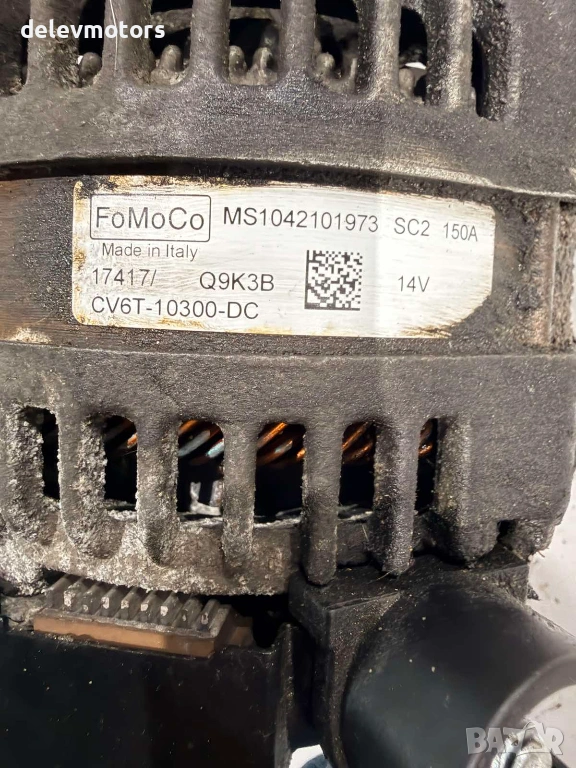 delevmotors
FoMoCo MS1042101973 SC2 150A
Made in Italy
17417/ Q9K3B 14V
CV6T-10300-DC
BAZAR